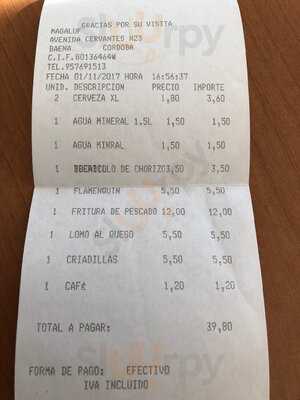 GRACIAS POR SU VISITA
MAGALUF
AVENIDA CERVANTES N23
BAENA CORDOBA
C.I.F.80136464W
TEL.957691513
FECHA 01/11/2017 HORA 16:56:37
UNID. DESCRIPCION PRECIO IMPORTE
2 CERVEZA XL 1,80 3,60
1 AGUA MINERAL 1.5L 1,50 1,50
1 AGUA MINRAL 1,50 1,50
1 DE CHORIZO 3,50 3,50
1 FLAMENQUIN 5,50 5,50
1 FRITURA DE PESCADO 12,00 12,00
1 LOMO AL QUESO 5,50 5,50
1 CRIADILLAS 5,50 5,50
1 CAFé 1,20 1,20
TOTAL A PAGAR: 39,80
FORMA DE PAGO: EFECTIVO
IVA INCLUIDO